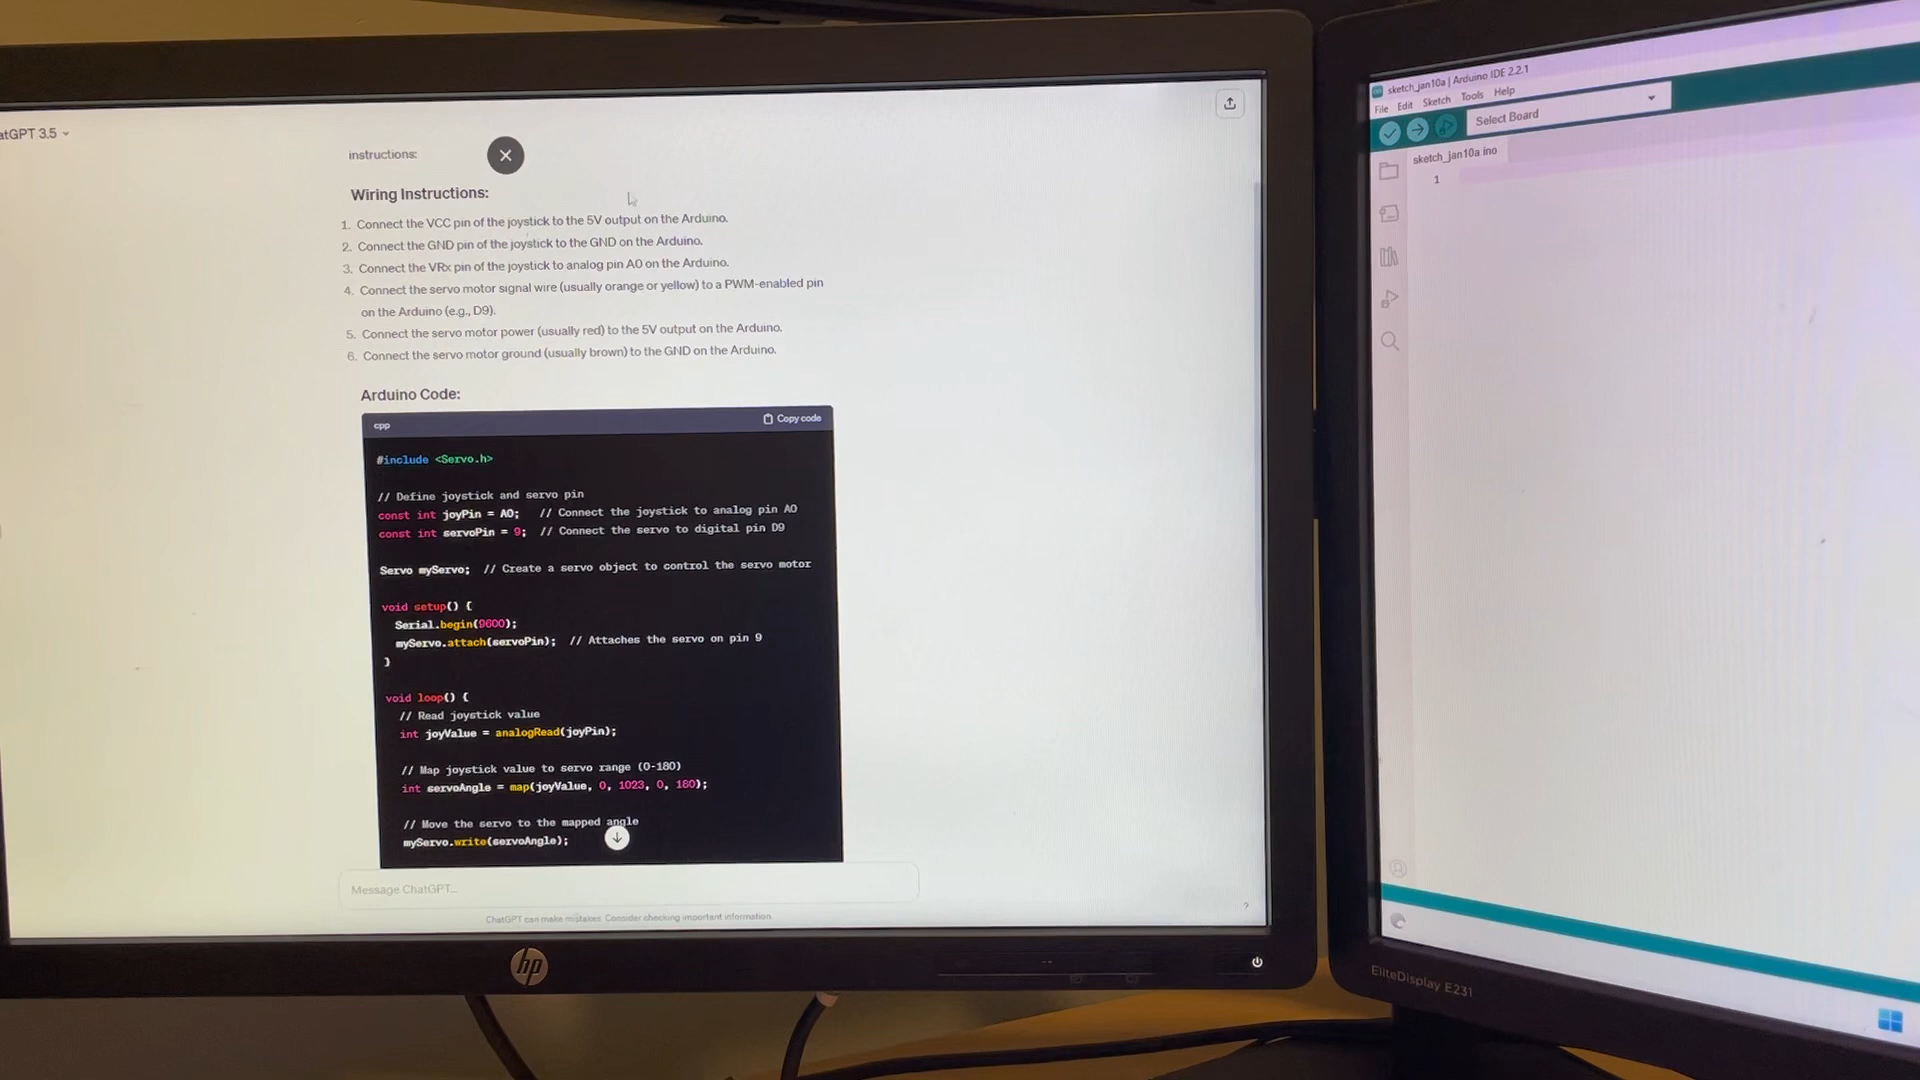 atGPT 3.5
instructions:
Wiring Instructions:
1. Connect the VCC pin of the joystick to the 5V output on the Arduino.
2. Connect the GND pin of the joystick to the GND on the Arduino.
3. Connect the VRx pin of the joystick to analog pin A0 on the Arduino.
4. Connect the servo motor signal wire (usually orange or yellow) to a PWM-enabled pin
on the Arduino (e.g., D9).
5. Connect the servo motor power (usually red) to the 5V output on the Arduino.
6. Connect the servo motor ground (usually brown) to the GND on the Arduino.
Arduino Code:
cpp
Copy code
#include <Servo.h>
// Define joystick and servo pin
const int joyPin = A0;   // Connect the joystick to analog pin A0
const int servoPin = 9;  // Connect the servo to digital pin D9
Servo myServo;  // Create a servo object to control the servo motor
void setup() {
Serial.begin(9600);
myServo.attach(servoPin);  // Attaches the servo on pin 9
}
void loop() {
// Read joystick value
int joyValue = analogRead(joyPin);
// Map joystick value to servo range (0-180)
int servoAngle = map(joyValue, 0, 1023, 0, 180);
// Move the servo to the mapped angle
myServo.write(servoAngle);
Message ChatGPT...
ChatGPT can make mistakes. Consider checking important information.
?
hp
sketch_jan10a | Arduino IDE 2.2.1
File Edit Sketch Tools Help
Select Board
sketch_jan10a.ino
1
EliteDisplay E231